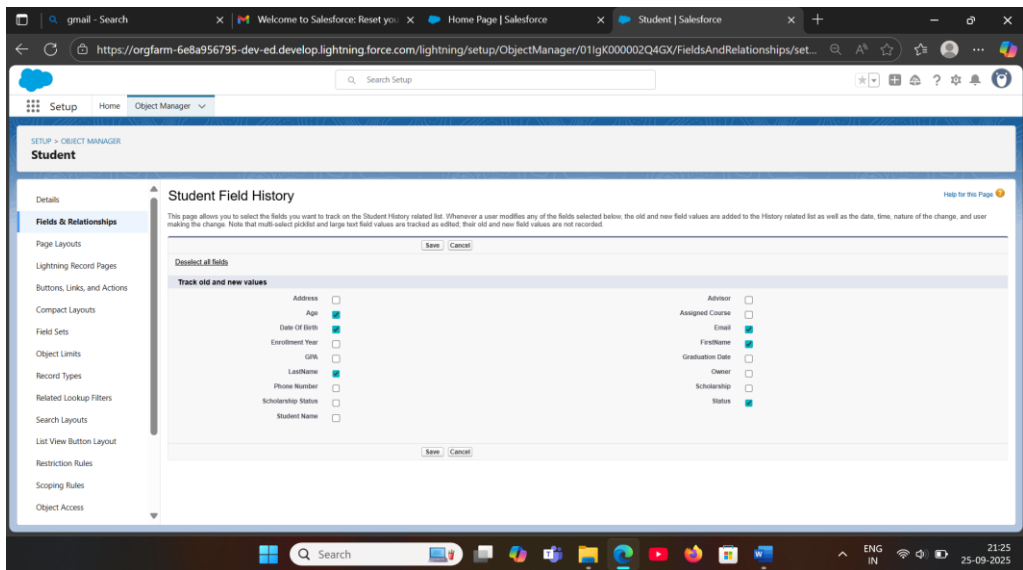 gmail - Search
Welcome to Salesforce: Reset you
Home Page | Salesforce
Student | Salesforce
https://orgfarm-6e8a956795-dev-ed.develop.lightning.force.com/lightning/setup/ObjectManager/01IgK000002Q4GX/FieldsAndRelationships/set...
Search Setup
Setup
Home
Object Manager
SETUP > OBJECT MANAGER
Student
Details
Fields & Relationships
Page Layouts
Lightning Record Pages
Buttons, Links, and Actions
Compact Layouts
Field Sets
Object Limits
Record Types
Related Lookup Filters
Search Layouts
List View Button Layout
Restriction Rules
Scoping Rules
Object Access
Student Field History
Help for this Page
This page allows you to select the fields you want to track on the Student History related list. Whenever a user modifies any of the fields selected below, the old and new field values are added to the History related list as well as the date, time, nature of the change, and user
making the change. Note that multi-select picklist and large text field values are tracked as edited; their old and new field values are not recorded.
Save Cancel
Deselect all fields
Track old and new values
Address Advisor
Age Assigned Course
Date Of Birth Email
Enrollment Year FirstName
GPA Graduation Date
LastName Owner
Phone Number Scholarship
Scholarship Status Status
Student Name
Save Cancel
Search
ENG
IN
21:25
25-09-2025